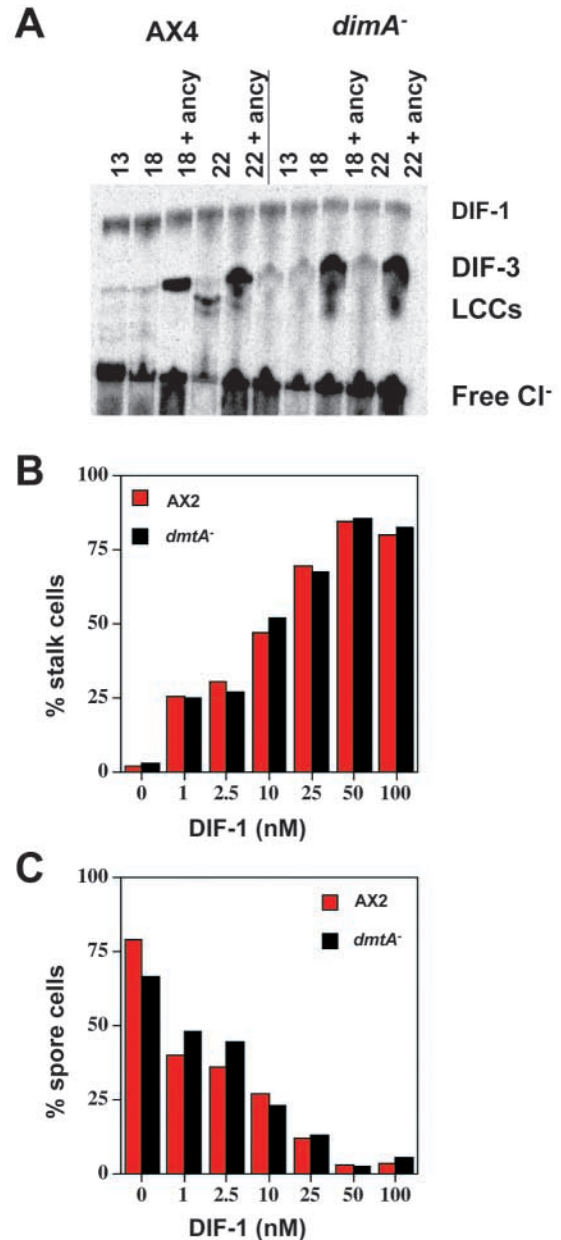 A
AX4
dimA-
13
18
18 + ancy
22
22 + ancy
13
18
18 + ancy
22
22 + ancy
DIF-1
DIF-3
LCCs
Free Cl-
B
100
75
50
25
0
% stalk cells
AX2
dmtA-
0 1 2.5 10 25 50 100
DIF-1 (nM)
C
100
75
50
25
0
% spore cells
AX2
dmtA-
0 1 2.5 10 25 50 100
DIF-1 (nM)